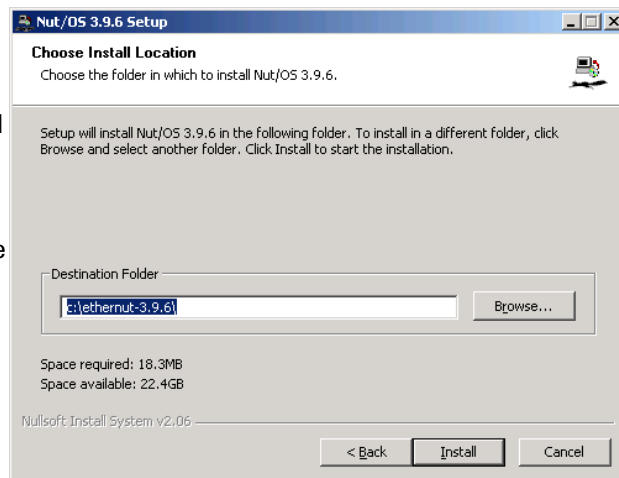 Nut/OS 3.9.6 Setup
Choose Install Location
Choose the folder in which to install Nut/OS 3.9.6.
Setup will install Nut/OS 3.9.6 in the following folder. To install in a different folder, click
Browse and select another folder. Click Install to start the installation.
e
Destination Folder
c:\ethernut-3.9.6\
Browse...
Space required: 18.3MB
Space available: 22.4GB
Nullsoft Install System v2.06
< Back
Install
Cancel